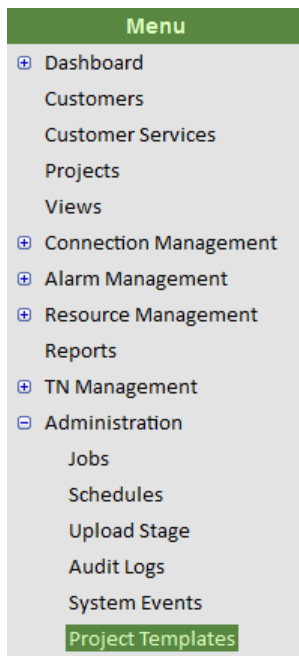 Menu
Dashboard
Customers
Customer Services
Projects
Views
Connection Management
Alarm Management
Resource Management
Reports
TN Management
Administration
Jobs
Schedules
Upload Stage
Audit Logs
System Events
Project Templates